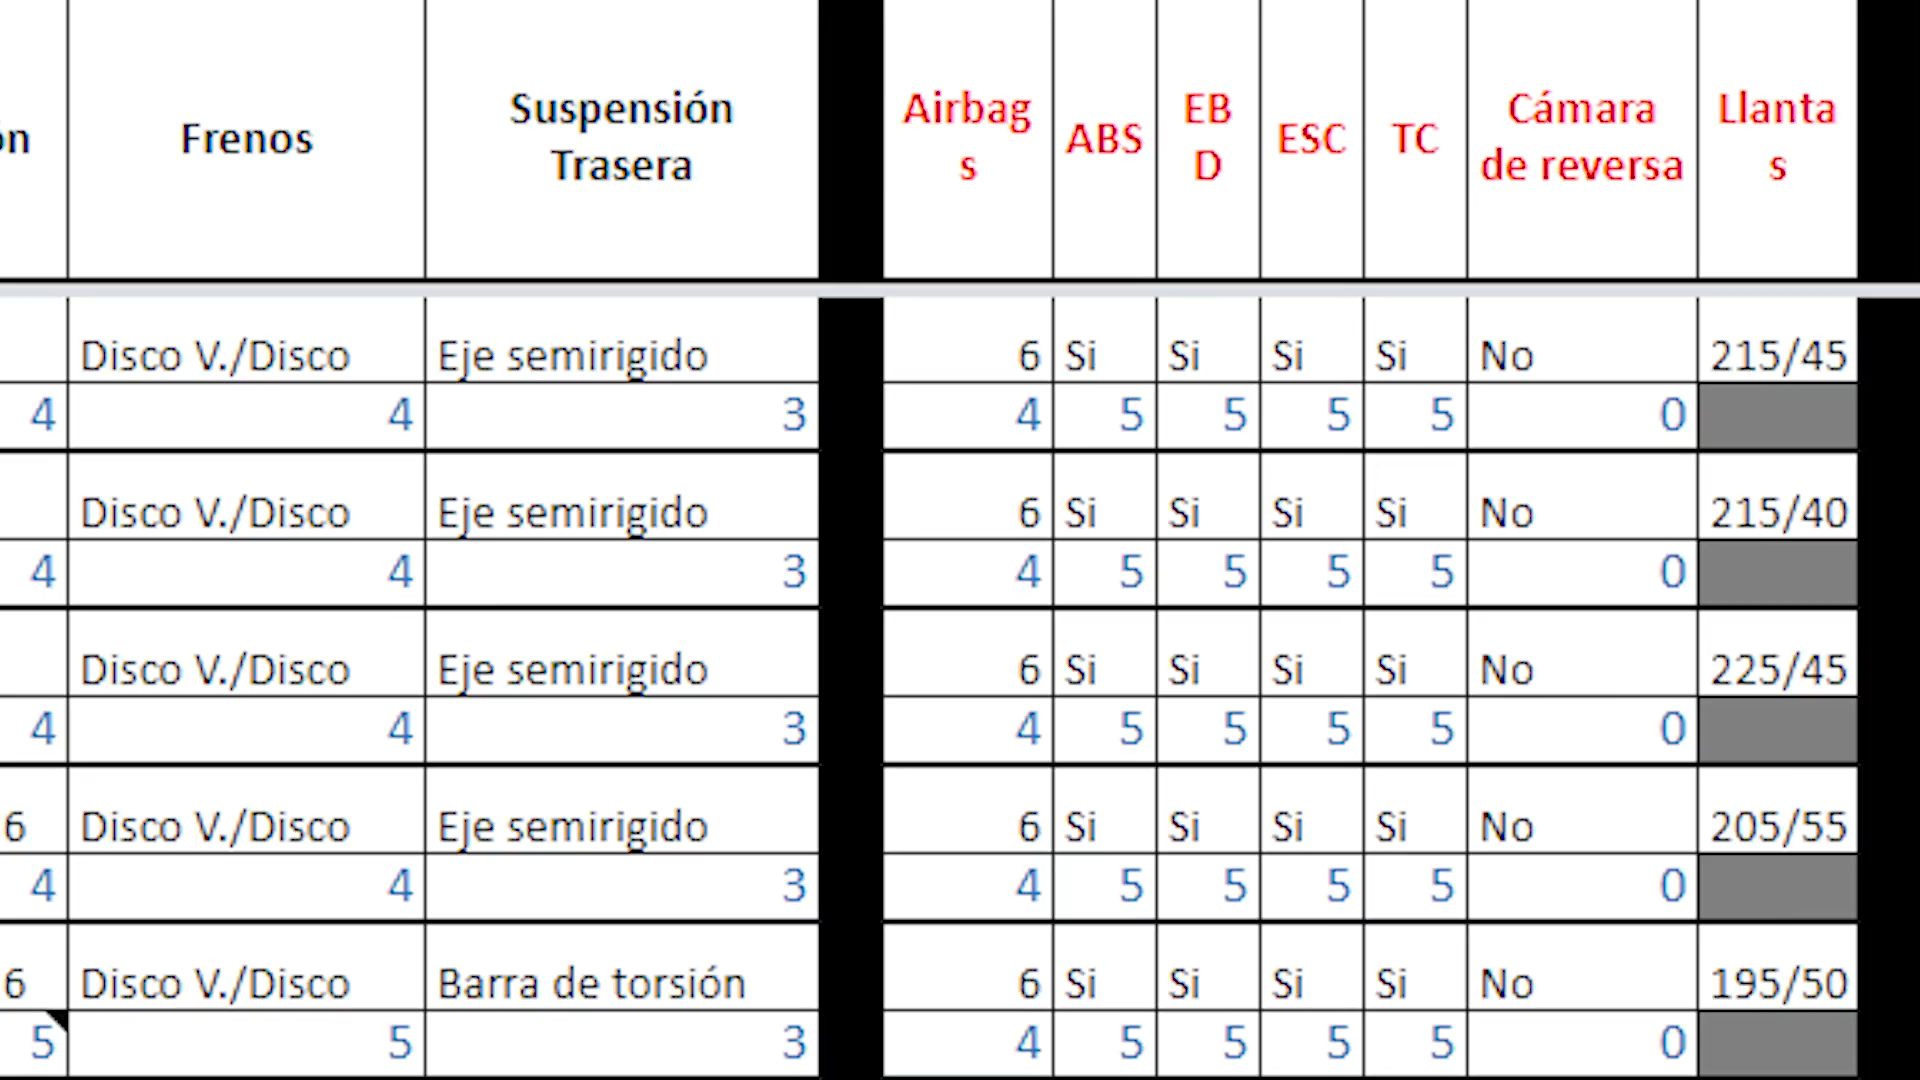 ón Frenos Suspensión Trasera Airbags ABS EBD ESC TC Cámara de reversa Llantas
Disco V./Disco Eje semirigido 6 Si Si Si Si No 215/45
4 4 3 4 5 5 5 5 0
Disco V./Disco Eje semirigido 6 Si Si Si Si No 215/40
4 4 3 4 5 5 5 5 0
Disco V./Disco Eje semirigido 6 Si Si Si Si No 225/45
4 4 3 4 5 5 5 5 0
6 Disco V./Disco Eje semirigido 6 Si Si Si Si No 205/55
4 4 3 4 5 5 5 5 0
6 Disco V./Disco Barra de torsión 6 Si Si Si Si No 195/50
5 5 3 4 5 5 5 5 0